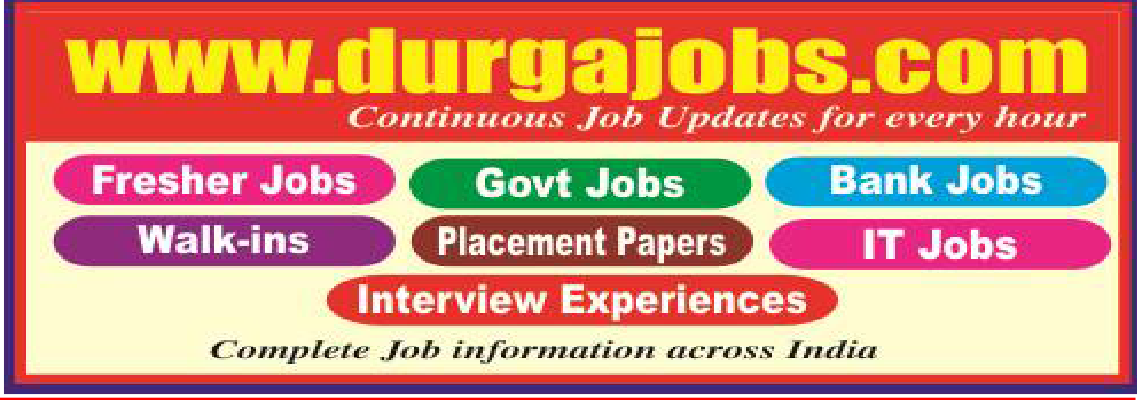 www.durgajobs.com
Continuous Job Updates for every hour
Fresher Jobs Govt Jobs Bank Jobs
Walk-ins Placement Papers IT Jobs
Interview Experiences
Complete Job information across India